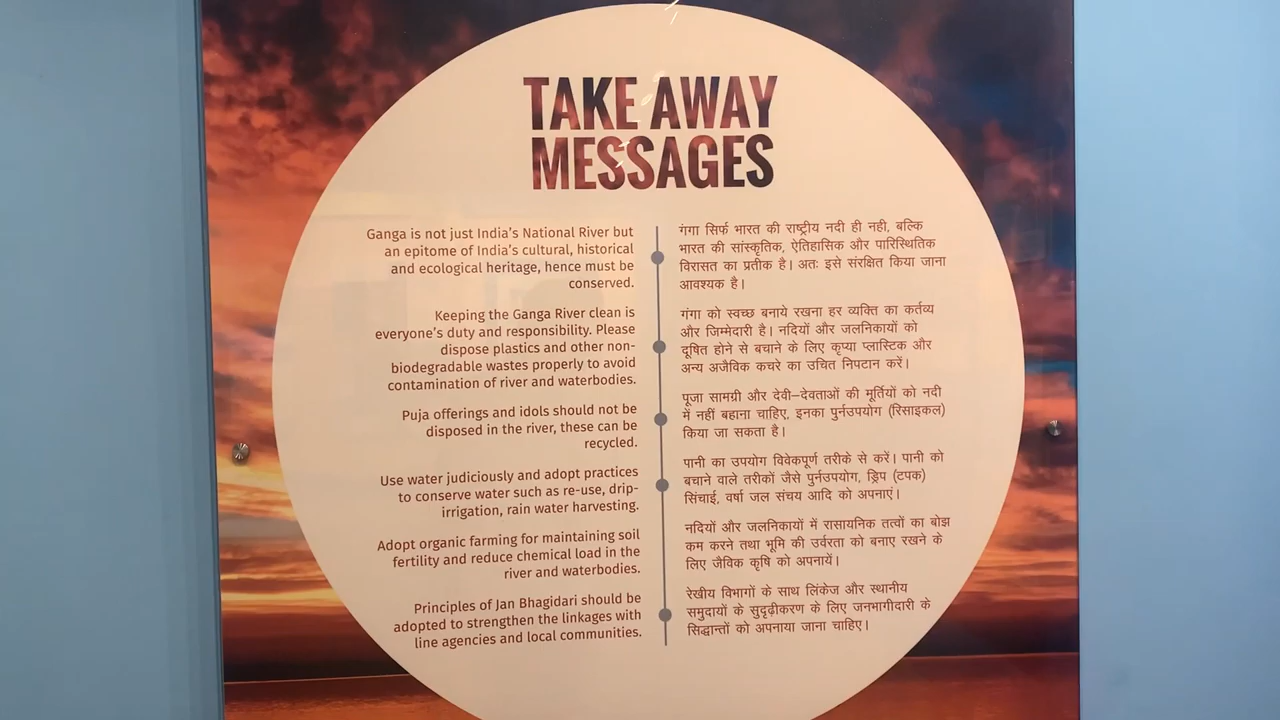 TAKE AWAY
MESSAGES
Ganga is not just India's National River but
an epitome of India's cultural, historical
and ecological heritage, hence must be
conserved.
Keeping the Ganga River clean is
everyone's duty and responsibility. Please
dispose plastics and other non-
biodegradable wastes properly to avoid
contamination of river and waterbodies.
Puja offerings and idols should not be
disposed in the river, these can be
recycled.
Use water judiciously and adopt practices
to conserve water such as re-use, drip-
irrigation, rain water harvesting.
Adopt organic farming for maintaining soil
fertility and reduce chemical load in the
river and waterbodies.
Principles of Jan Bhagidari should be
adopted to strengthen the linkages with
line agencies and local communities.
गंगा सिर्फ भारत की राष्ट्रीय नदी ही नही, बल्कि
भारत की सांस्कृतिक, ऐतिहासिक और पारिस्थितिक
विरासत का प्रतीक है। अतः इसे संरक्षित किया जाना
आवश्यक है।
गंगा को स्वच्छ बनाये रखना हर व्यक्ति का कर्तव्य
और जिम्मेदारी है। नदियों और जलनिकायों को
दूषित होने से बचाने के लिए कृप्या प्लास्टिक और
अन्य अजैविक कचरे का उचित निपटान करें।
पूजा सामग्री और देवी–देवताओं की मूर्तियों को नदी
में नहीं बहाना चाहिए, इनका पुर्नउपयोग (रिसाइकल)
किया जा सकता है।
पानी का उपयोग विवेकपूर्ण तरीके से करें। पानी को
बचाने वाले तरीकों जैसे पुर्नउपयोग, ड्रिप (टपक)
सिंचाई, वर्षा जल संचय आदि को अपनाएं।
नदियों और जलनिकायों में रासायनिक तत्वों का बोझ
कम करने तथा भूमि की उर्वरता को बनाए रखने के
लिए जैविक कृषि को अपनायें।
रेखीय विभागों के साथ लिंकेज और स्थानीय
समुदायों के सुदृढ़ीकरण के लिए जनभागीदारी के
सिद्धान्तों को अपनाया जाना चाहिए।